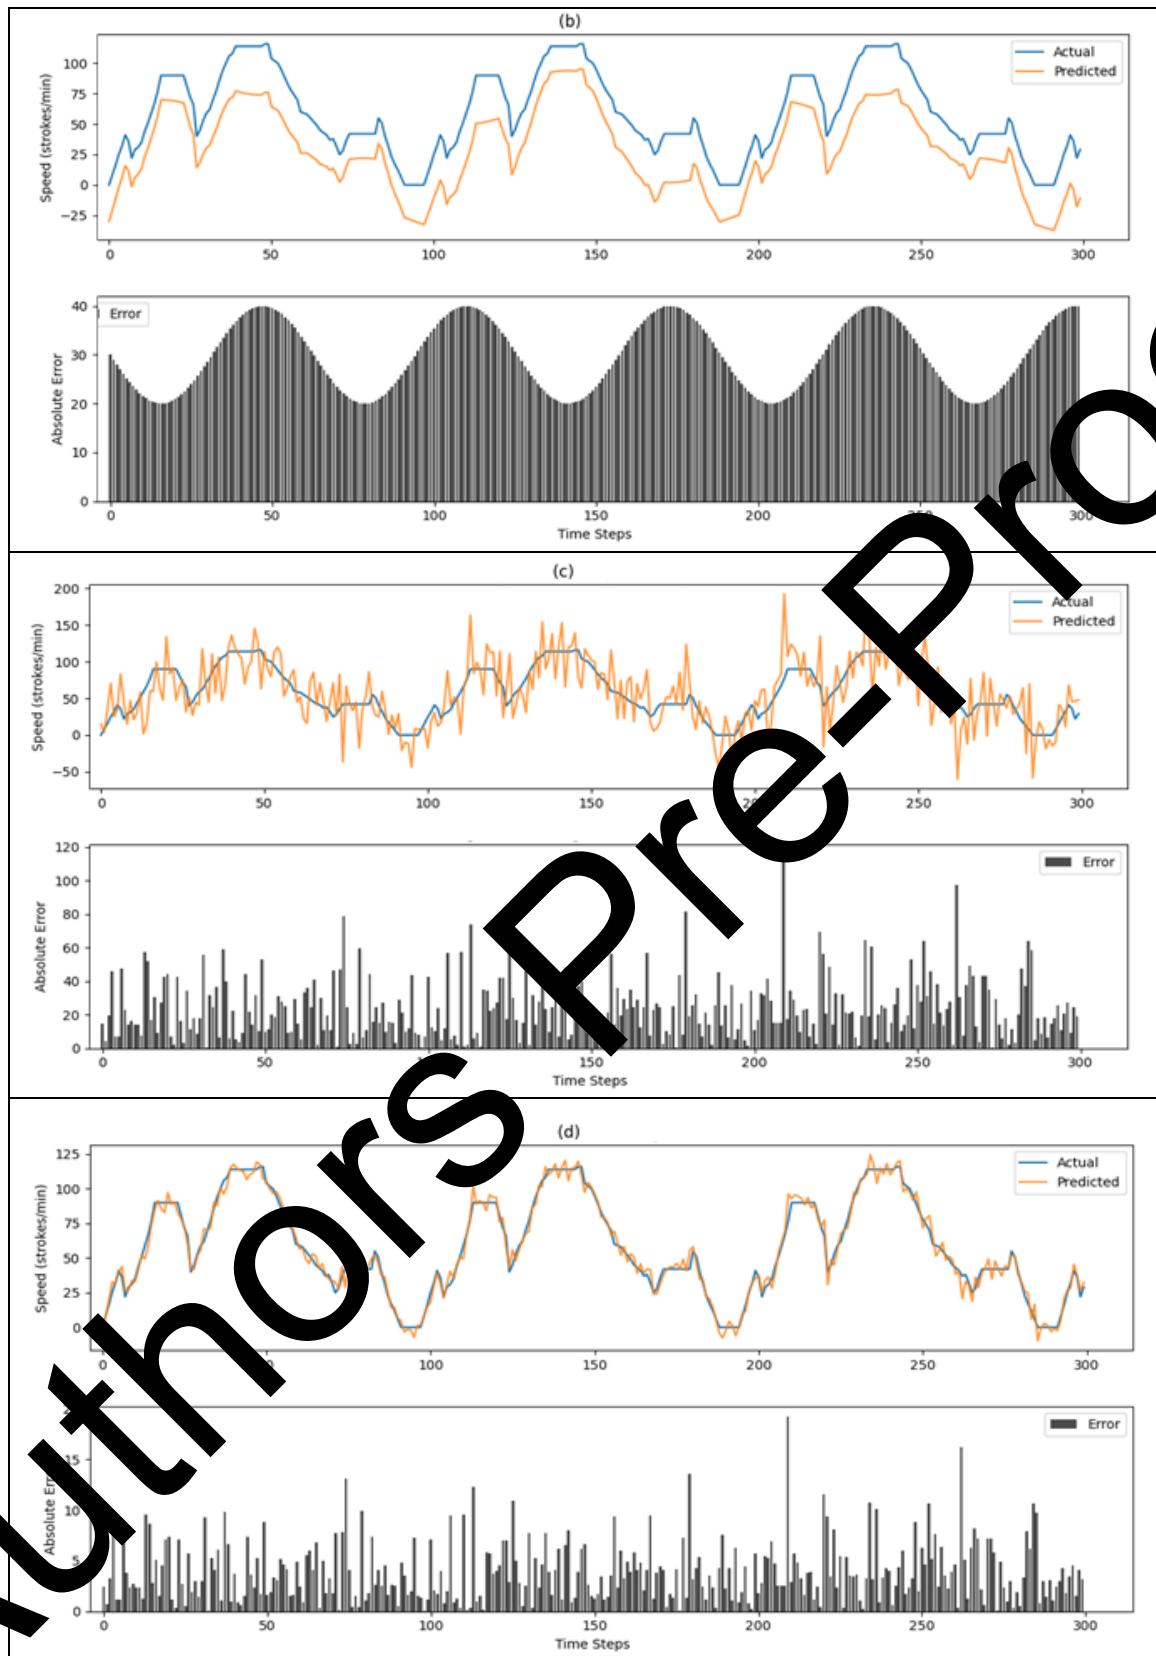 (b)
Actual
Predicted
Speed (strokes/min)
100
75
50
25
0
−25
0 50 100 150 200 250 300
Error
Absolute Error
40
30
20
10
0
0 50 100 150 200 250 300
Time Steps
(c)
Actual
Predicted
Speed (strokes/min)
200
150
100
50
0
−50
0 50 100 150 200 250 300
Error
Absolute Error
120
100
80
60
40
20
0
0 50 150 200 250 300
Time Steps
(d)
Actual
Predicted
Speed (strokes/min)
125
100
75
50
25
0
0 100 150 200 250 300
Error
Absolute Error
15
10
5
0
0 50 100 150 200 250 300
Time Steps
uthors Pre-Pro